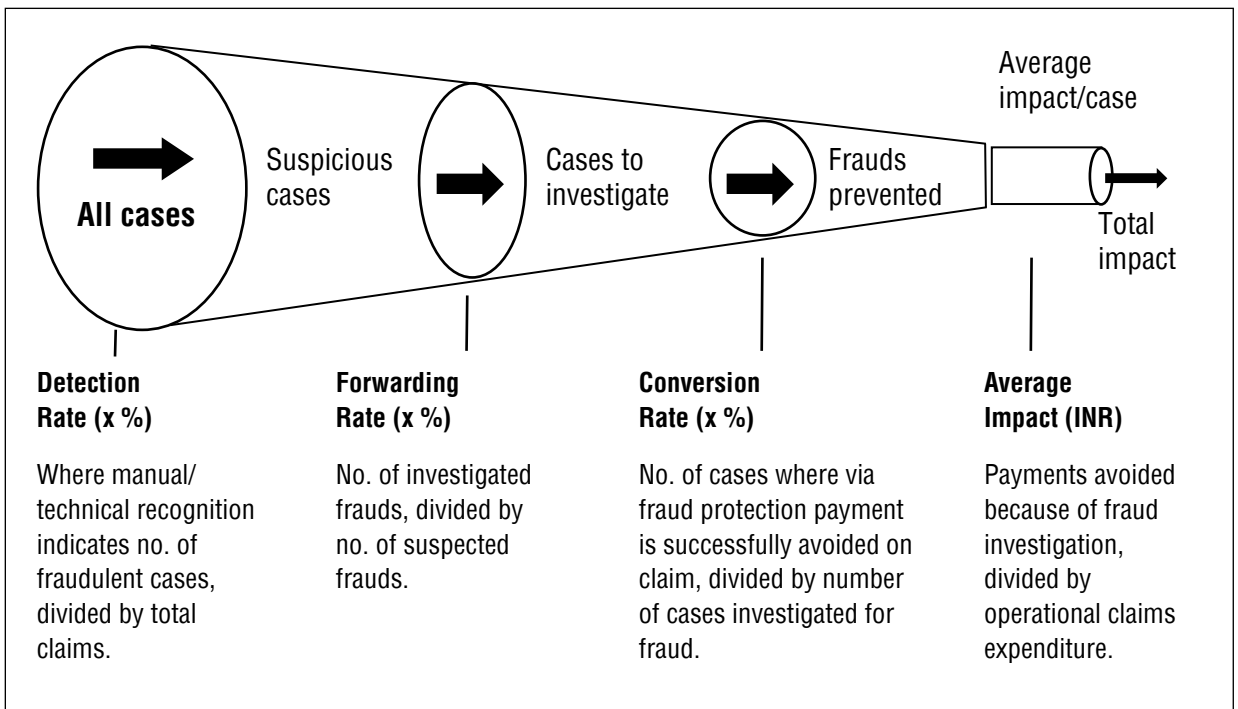 All cases
Suspicious
cases
Cases to
investigate
Frauds
prevented
Average
impact/case
Total
impact
Detection
Rate (x %)
Where manual/
technical recognition
indicates no. of
fraudulent cases,
divided by total
claims.
Forwarding
Rate (x %)
No. of investigated
frauds, divided by
no. of suspected
frauds.
Conversion
Rate (x %)
No. of cases where via
fraud protection payment
is successfully avoided on
claim, divided by number
of cases investigated for
fraud.
Average
Impact (INR)
Payments avoided
because of fraud
investigation,
divided by
operational claims
expenditure.